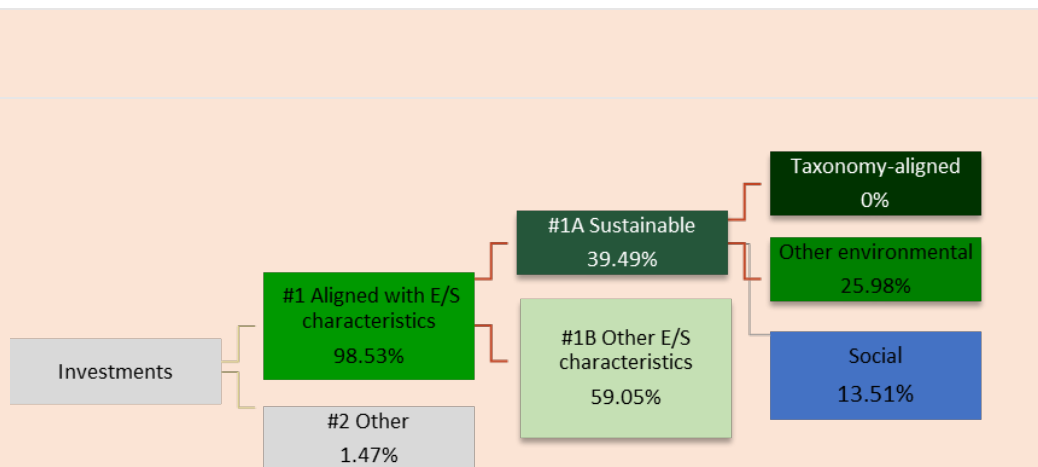 Investments
#1 Aligned with E/S
characteristics
98.53%
#2 Other
1.47%
#1A Sustainable
39.49%
#1B Other E/S
characteristics
59.05%
Taxonomy-aligned
0%
Other environmental
25.98%
Social
13.51%